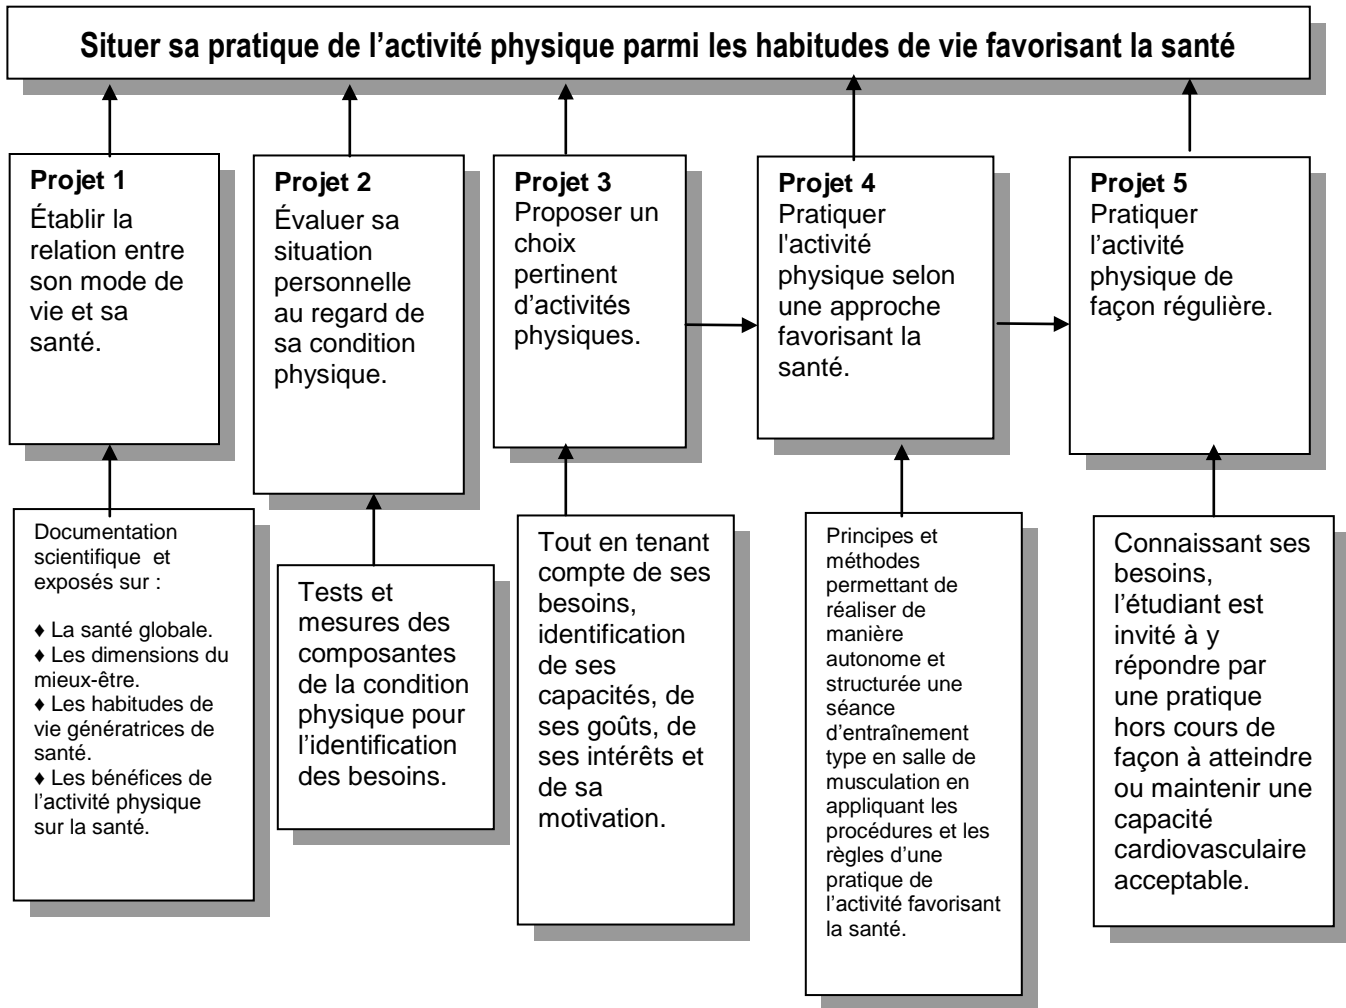 Situer sa pratique de l’activité physique parmi les habitudes de vie favorisant la santé
Projet 1
Établir la
relation entre
son mode de
vie et sa
santé.
Projet 2
Évaluer sa
situation
personnelle
au regard de
sa condition
physique.
Projet 3
Proposer un
choix
pertinent
d’activités
physiques.
Projet 4
Pratiquer
l'activité
physique selon
une approche
favorisant la
santé.
Projet 5
Pratiquer
l’activité
physique de
façon régulière.
Documentation
scientifique et
exposés sur :
♦ La santé globale.
♦ Les dimensions du
mieux-être.
♦ Les habitudes de
vie génératrices de
santé.
♦ Les bénéfices de
l’activité physique
sur la santé.
Tests et
mesures des
composantes
de la condition
physique pour
l’identification
des besoins.
Tout en tenant
compte de ses
besoins,
identification
de ses
capacités, de
ses goûts, de
ses intérêts et
de sa
motivation.
Principes et
méthodes
permettant de
réaliser de
manière
autonome et
structurée une
séance
d’entraînement
type en salle de
musculation en
appliquant les
procédures et les
règles d’une
pratique de
l’activité favorisant
la santé.
Connaissant ses
besoins,
l’étudiant est
invité à y
répondre par
une pratique
hors cours de
façon à atteindre
ou maintenir une
capacité
cardiovasculaire
acceptable.